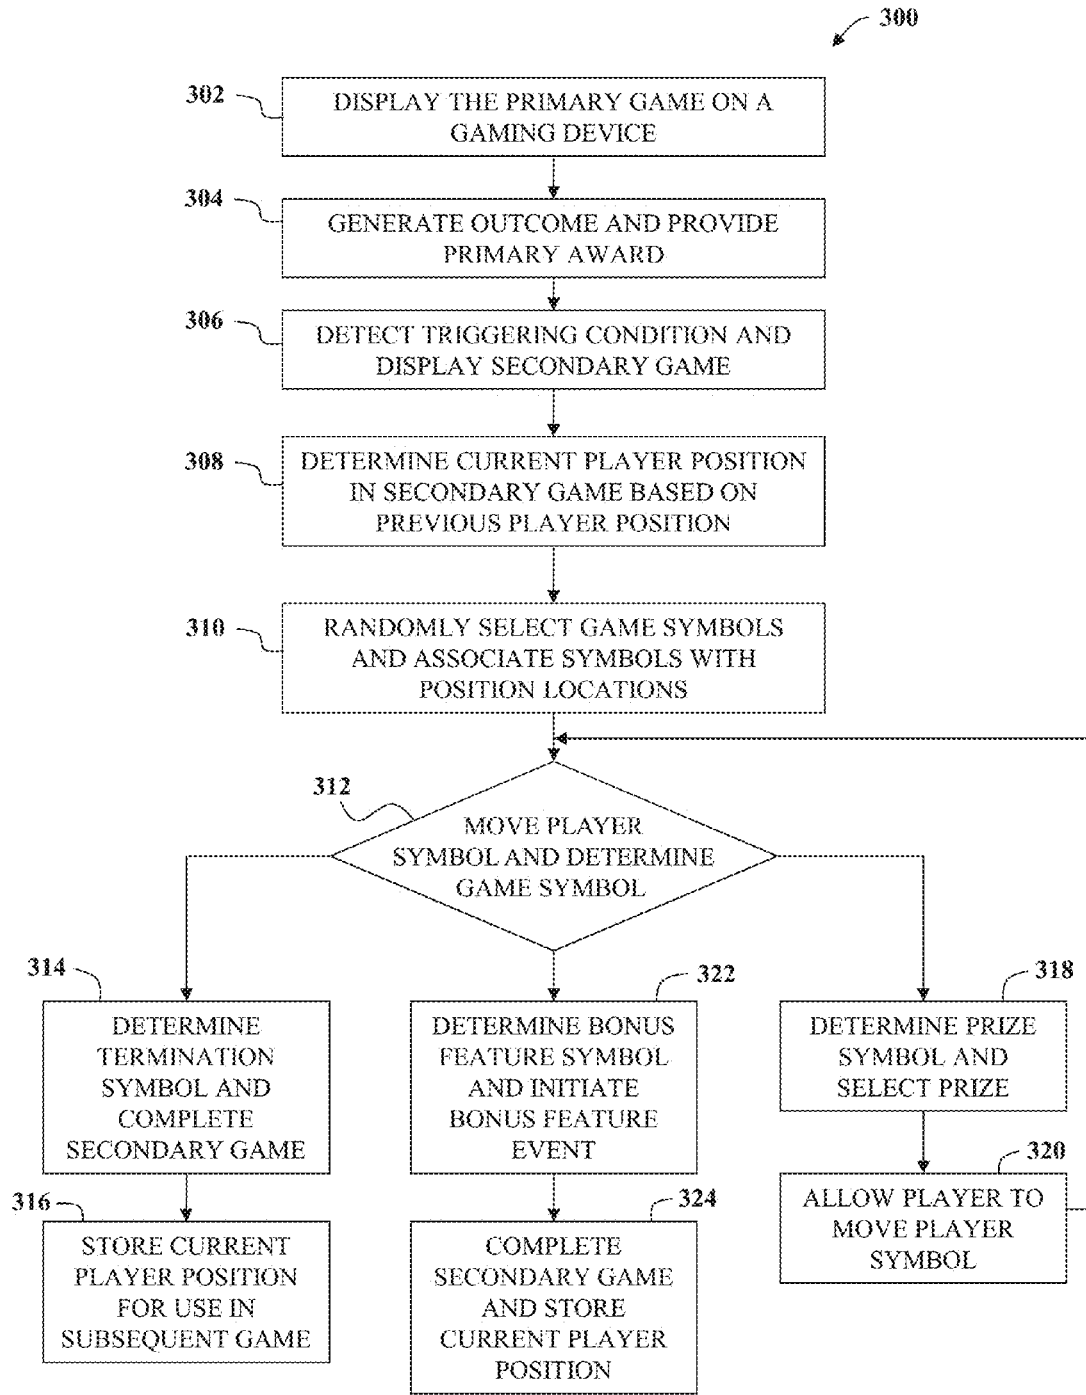 300
302
DISPLAY THE PRIMARY GAME ON A
GAMING DEVICE
304
GENERATE OUTCOME AND PROVIDE
PRIMARY AWARD
306
DETECT TRIGGERING CONDITION AND
DISPLAY SECONDARY GAME
308
DETERMINE CURRENT PLAYER POSITION
IN SECONDARY GAME BASED ON
PREVIOUS PLAYER POSITION
310
RANDOMLY SELECT GAME SYMBOLS
AND ASSOCIATE SYMBOLS WITH
POSITION LOCATIONS
312
MOVE PLAYER
SYMBOL AND DETERMINE
GAME SYMBOL
314
DETERMINE
TERMINATION
SYMBOL AND
COMPLETE
SECONDARY GAME
316
STORE CURRENT
PLAYER POSITION
FOR USE IN
SUBSEQUENT GAME
322
DETERMINE BONUS
FEATURE SYMBOL
AND INITIATE
BONUS FEATURE
EVENT
324
COMPLETE
SECONDARY GAME
AND STORE
CURRENT PLAYER
POSITION
318
DETERMINE PRIZE
SYMBOL AND
SELECT PRIZE
320
ALLOW PLAYER TO
MOVE PLAYER
SYMBOL